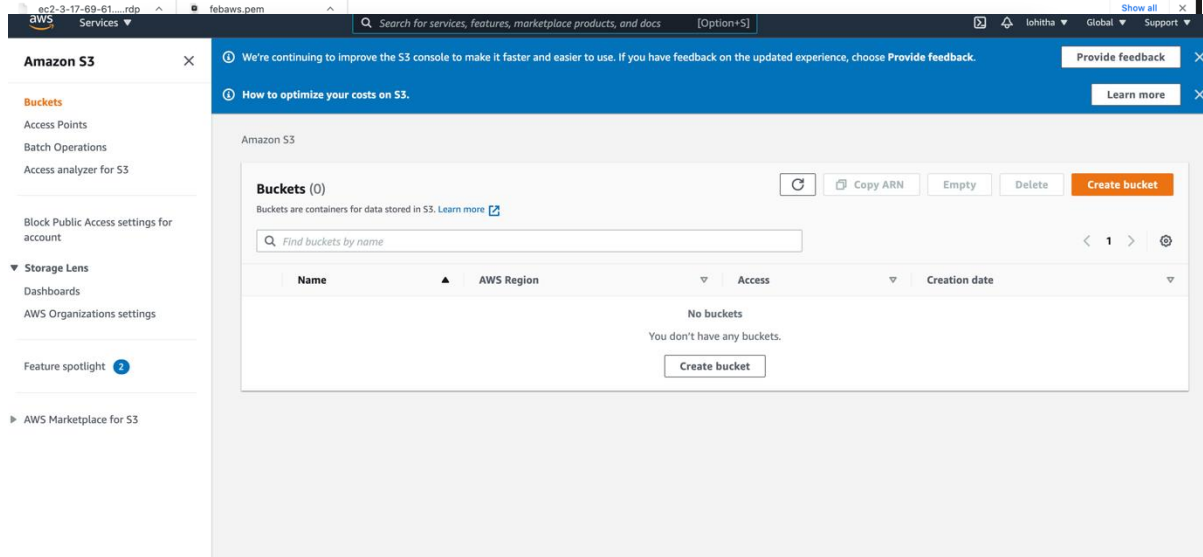 ec2-3-17-69-61.....rdp febaws.pem Show all
aws Services Search for services, features, marketplace products, and docs [Option+S] lohitha Global Support
Amazon S3
Buckets
Access Points
Batch Operations
Access analyzer for S3
Block Public Access settings for
account
Storage Lens
Dashboards
AWS Organizations settings
Feature spotlight 2
AWS Marketplace for S3
We're continuing to improve the S3 console to make it faster and easier to use. If you have feedback on the updated experience, choose Provide feedback. Provide feedback
How to optimize your costs on S3. Learn more
Amazon S3
Buckets (0) Copy ARN Empty Delete Create bucket
Buckets are containers for data stored in S3. Learn more
Find buckets by name 1
Name AWS Region Access Creation date
No buckets
You don't have any buckets.
Create bucket